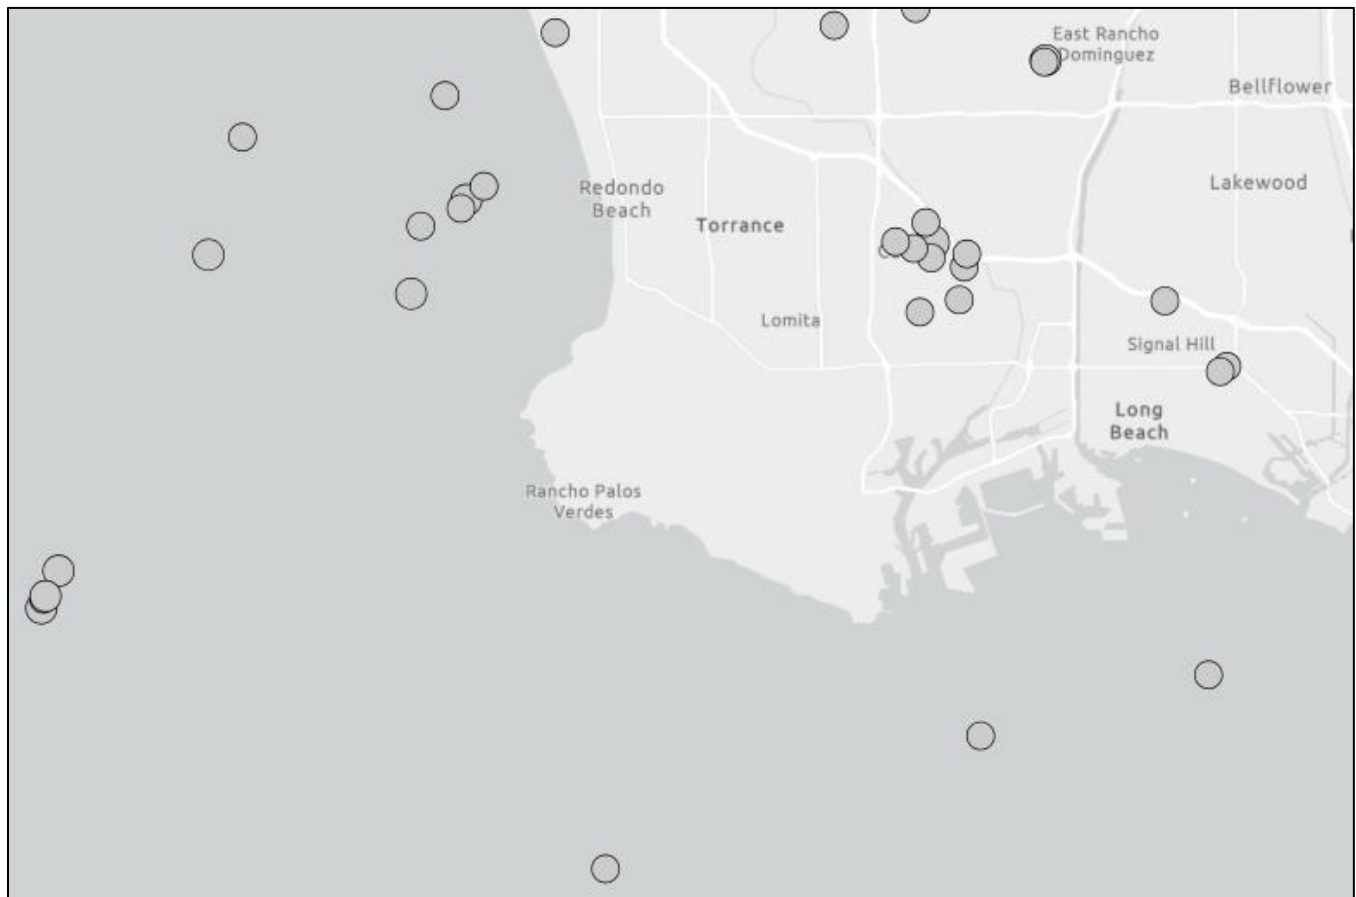 East Rancho
Dominguez
Bellflower
Redondo
Beach
Lakewood
Torrance
Lomita
Signal Hill
Long
Beach
Rancho Palos
Verdes